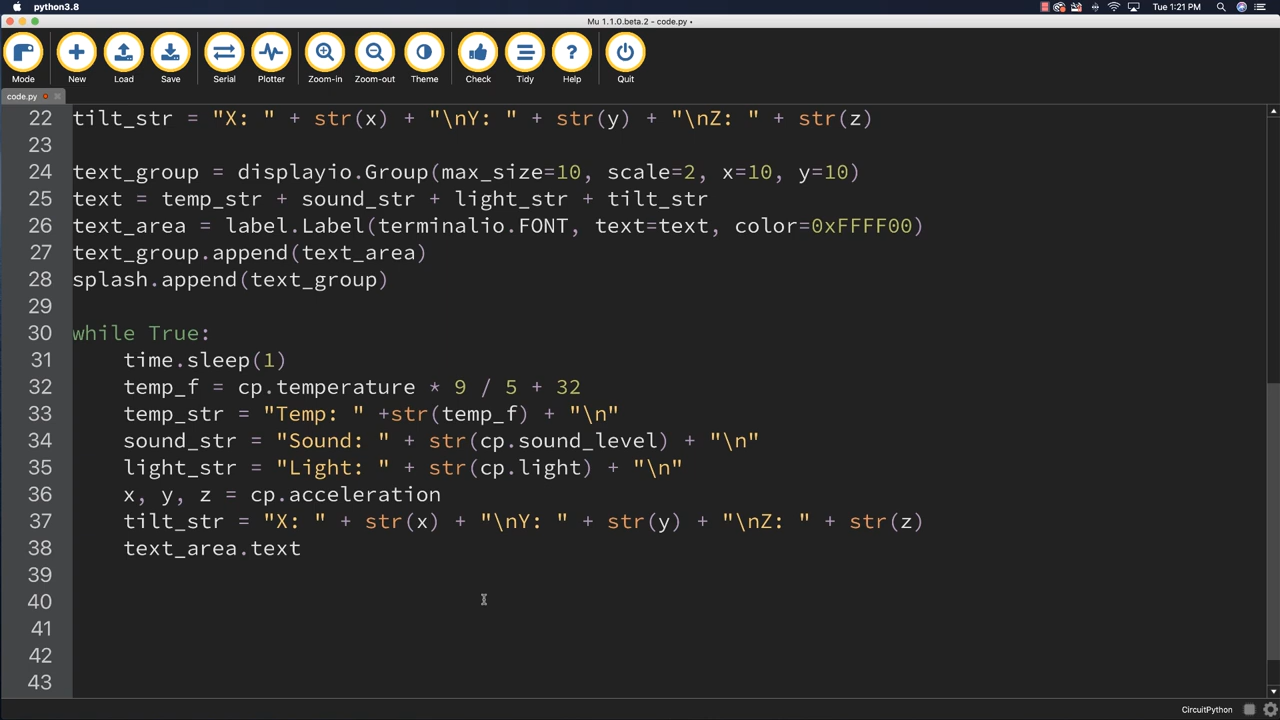 python3.8
Tue 1:21 PM
Mu 1.1.0.beta.2 - code.py •
Mode New Load Save Serial Plotter Zoom-in Zoom-out Theme Check Tidy Help Quit
code.py
22 tilt_str = "X: " + str(x) + "\nY: " + str(y) + "\nZ: " + str(z)
23
24 text_group = displayio.Group(max_size=10, scale=2, x=10, y=10)
25 text = temp_str + sound_str + light_str + tilt_str
26 text_area = label.Label(terminalio.FONT, text=text, color=0xFFFF00)
27 text_group.append(text_area)
28 splash.append(text_group)
29
30 while True:
31     time.sleep(1)
32     temp_f = cp.temperature * 9 / 5 + 32
33     temp_str = "Temp: " +str(temp_f) + "\n"
34     sound_str = "Sound: " + str(cp.sound_level) + "\n"
35     light_str = "Light: " + str(cp.light) + "\n"
36     x, y, z = cp.acceleration
37     tilt_str = "X: " + str(x) + "\nY: " + str(y) + "\nZ: " + str(z)
38     text_area.text
39
40
41
42
43
CircuitPython